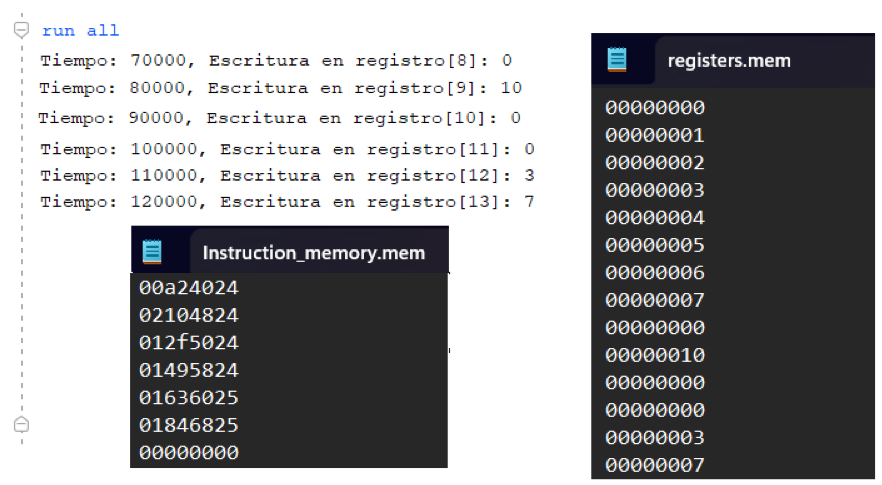 run all
Tiempo: 70000, Escritura en registro[8]: 0
Tiempo: 80000, Escritura en registro[9]: 10
Tiempo: 90000, Escritura en registro[10]: 0
Tiempo: 100000, Escritura en registro[11]: 0
Tiempo: 110000, Escritura en registro[12]: 3
Tiempo: 120000, Escritura en registro[13]: 7
Instruction_memory.mem
00a24024
02104824
012f5024
01495824
01636025
01846825
00000000
registers.mem
00000000
00000001
00000002
00000003
00000004
00000005
00000006
00000007
00000000
00000010
00000000
00000000
00000003
00000007